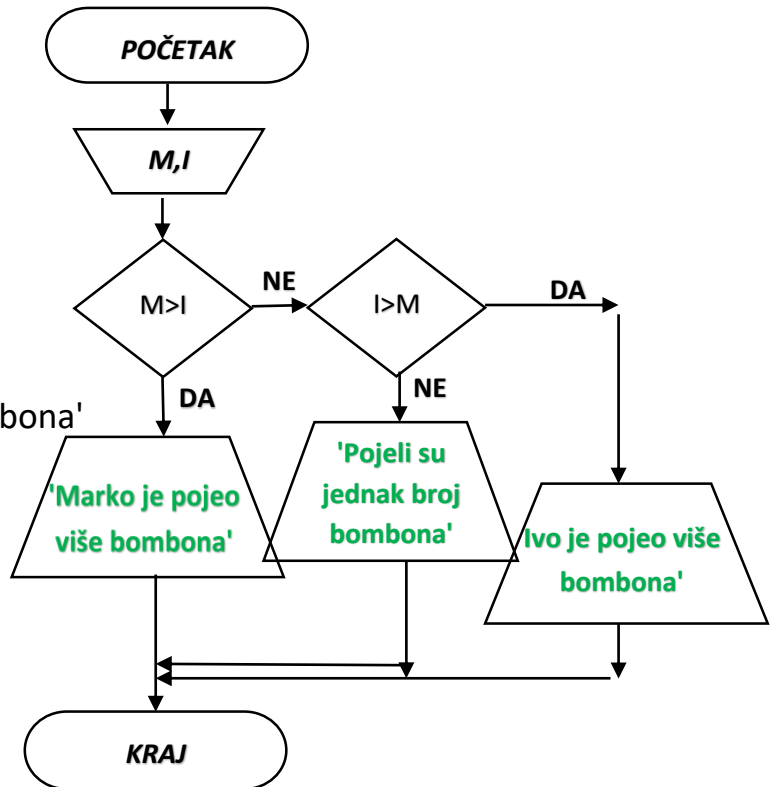 POČETAK
M,I
M>I
NE
I>M
DA
DA
NE
bona'
'Marko je pojeo
više bombona'
'Pojeli su
jednak broj
bombona'
Ivo je pojeo više
bombona'
KRAJ